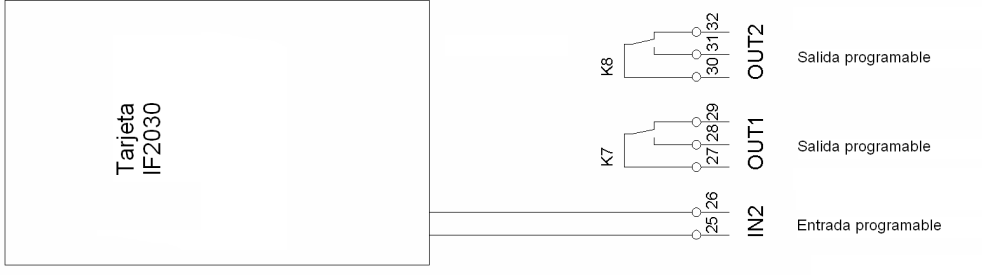 Tarjeta
IF2030
K8
32
31
30
OUT2
Salida programable
K7
29
28
27
OUT1
Salida programable
26
25
IN2
Entrada programable